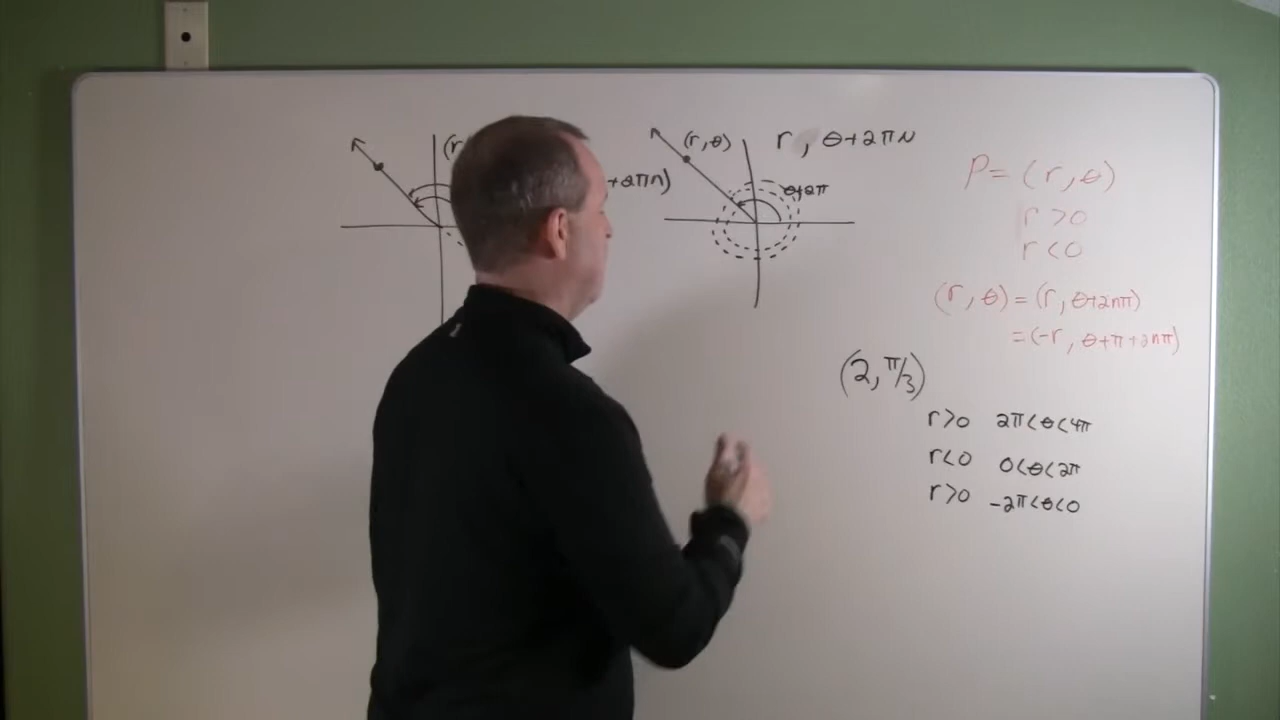 (r
+2πn)
(r,θ)
r , θ+2πN
θ+2π
P= (r,θ)
r >0
r <0
(r,θ) = (r,θ+2nπ)
=(-r, θ+π+2nπ)
(2,π/3)
r>0 2π<θ<4π
r<0 0<θ<2π
r>0 -2π<θ<0